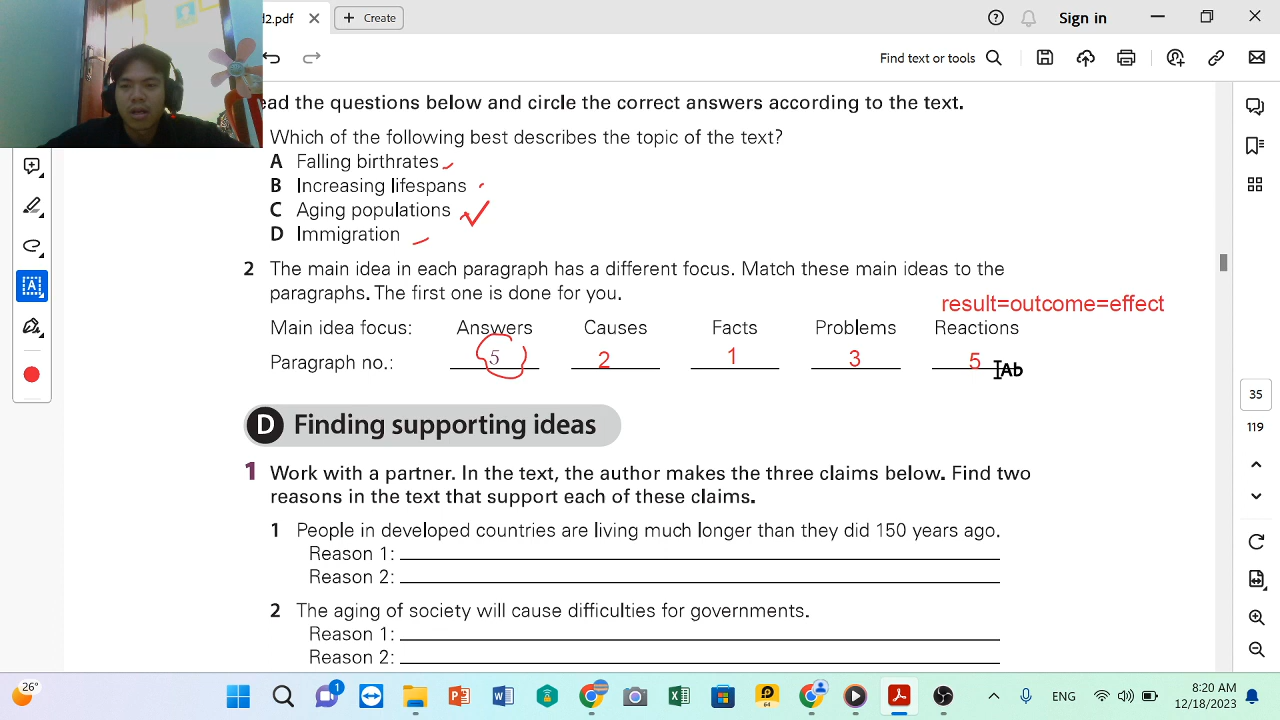 d2.pdf
Create
Sign in
Find text or tools
ead the questions below and circle the correct answers according to the text.
Which of the following best describes the topic of the text?
A Falling birthrates
B Increasing lifespans
C Aging populations
D Immigration
2 The main idea in each paragraph has a different focus. Match these main ideas to the
paragraphs. The first one is done for you.
result=outcome=effect
Main idea focus: Answers Causes Facts Problems Reactions
Paragraph no.: 5 2 1 3 5
Ab
D Finding supporting ideas
1 Work with a partner. In the text, the author makes the three claims below. Find two
reasons in the text that support each of these claims.
1 People in developed countries are living much longer than they did 150 years ago.
Reason 1:
Reason 2:
2 The aging of society will cause difficulties for governments.
Reason 1:
Reason 2:
35
119
26°
1
64
ENG
8:20 AM
12/18/2023